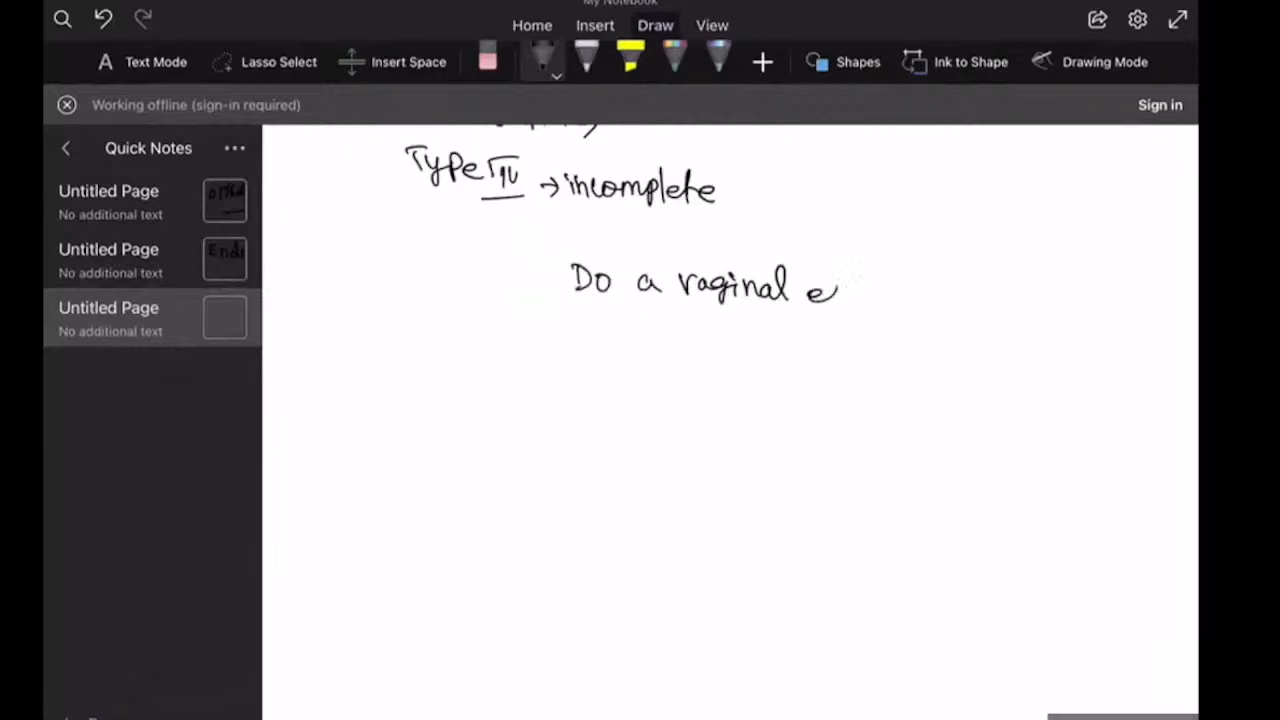 My Notebook
Home Insert Draw View
Text Mode Lasso Select Insert Space Shapes Ink to Shape Drawing Mode
Working offline (sign-in required) Sign in
Quick Notes
Untitled Page
No additional text
Untitled Page
No additional text
Untitled Page
No additional text
Type → incomplete
Do a vaginal e